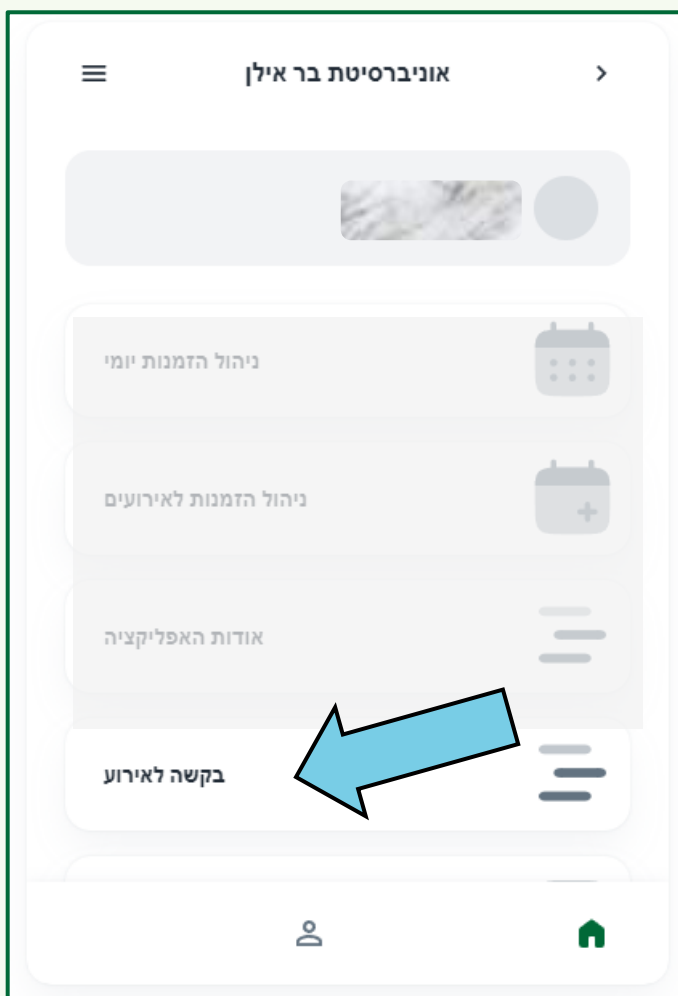 אוניברסיטת בר אילן
ניהול הזמנות יומי
ניהול הזמנות לאירועים
אודות האפליקציה
בקשה לאירוע